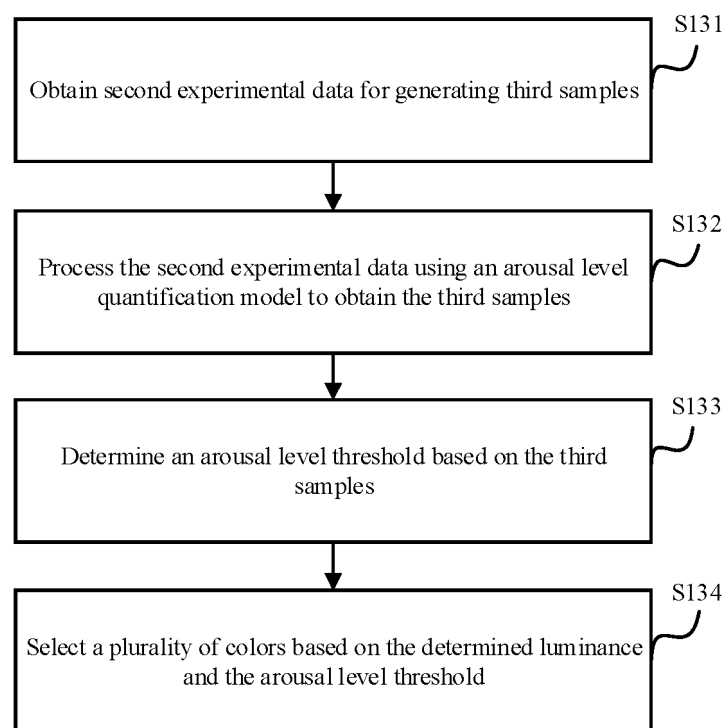 S131
Obtain second experimental data for generating third samples
S132
Process the second experimental data using an arousal level
quantification model to obtain the third samples
S133
Determine an arousal level threshold based on the third
samples
S134
Select a plurality of colors based on the determined luminance
and the arousal level threshold